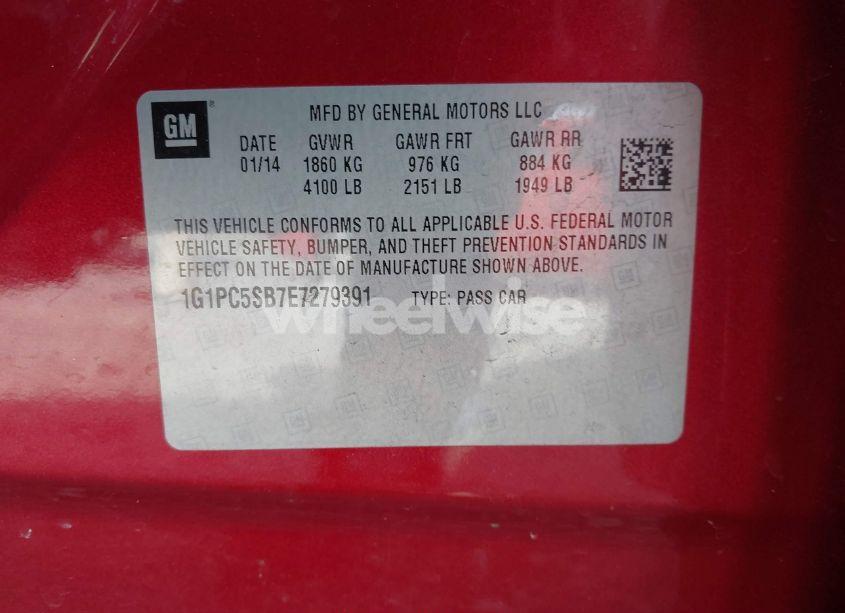 GM ®
MFD BY GENERAL MOTORS LLC
DATE GVWR GAWR FRT GAWR RR
01/14 1860 KG 976 KG 884 KG
4100 LB 2151 LB 1949 LB
THIS VEHICLE CONFORMS TO ALL APPLICABLE U.S. FEDERAL MOTOR
VEHICLE SAFETY, BUMPER, AND THEFT PREVENTION STANDARDS IN
EFFECT ON THE DATE OF MANUFACTURE SHOWN ABOVE.
1G1PC5SB7E7279391 TYPE: PASS CAR
wheelwise